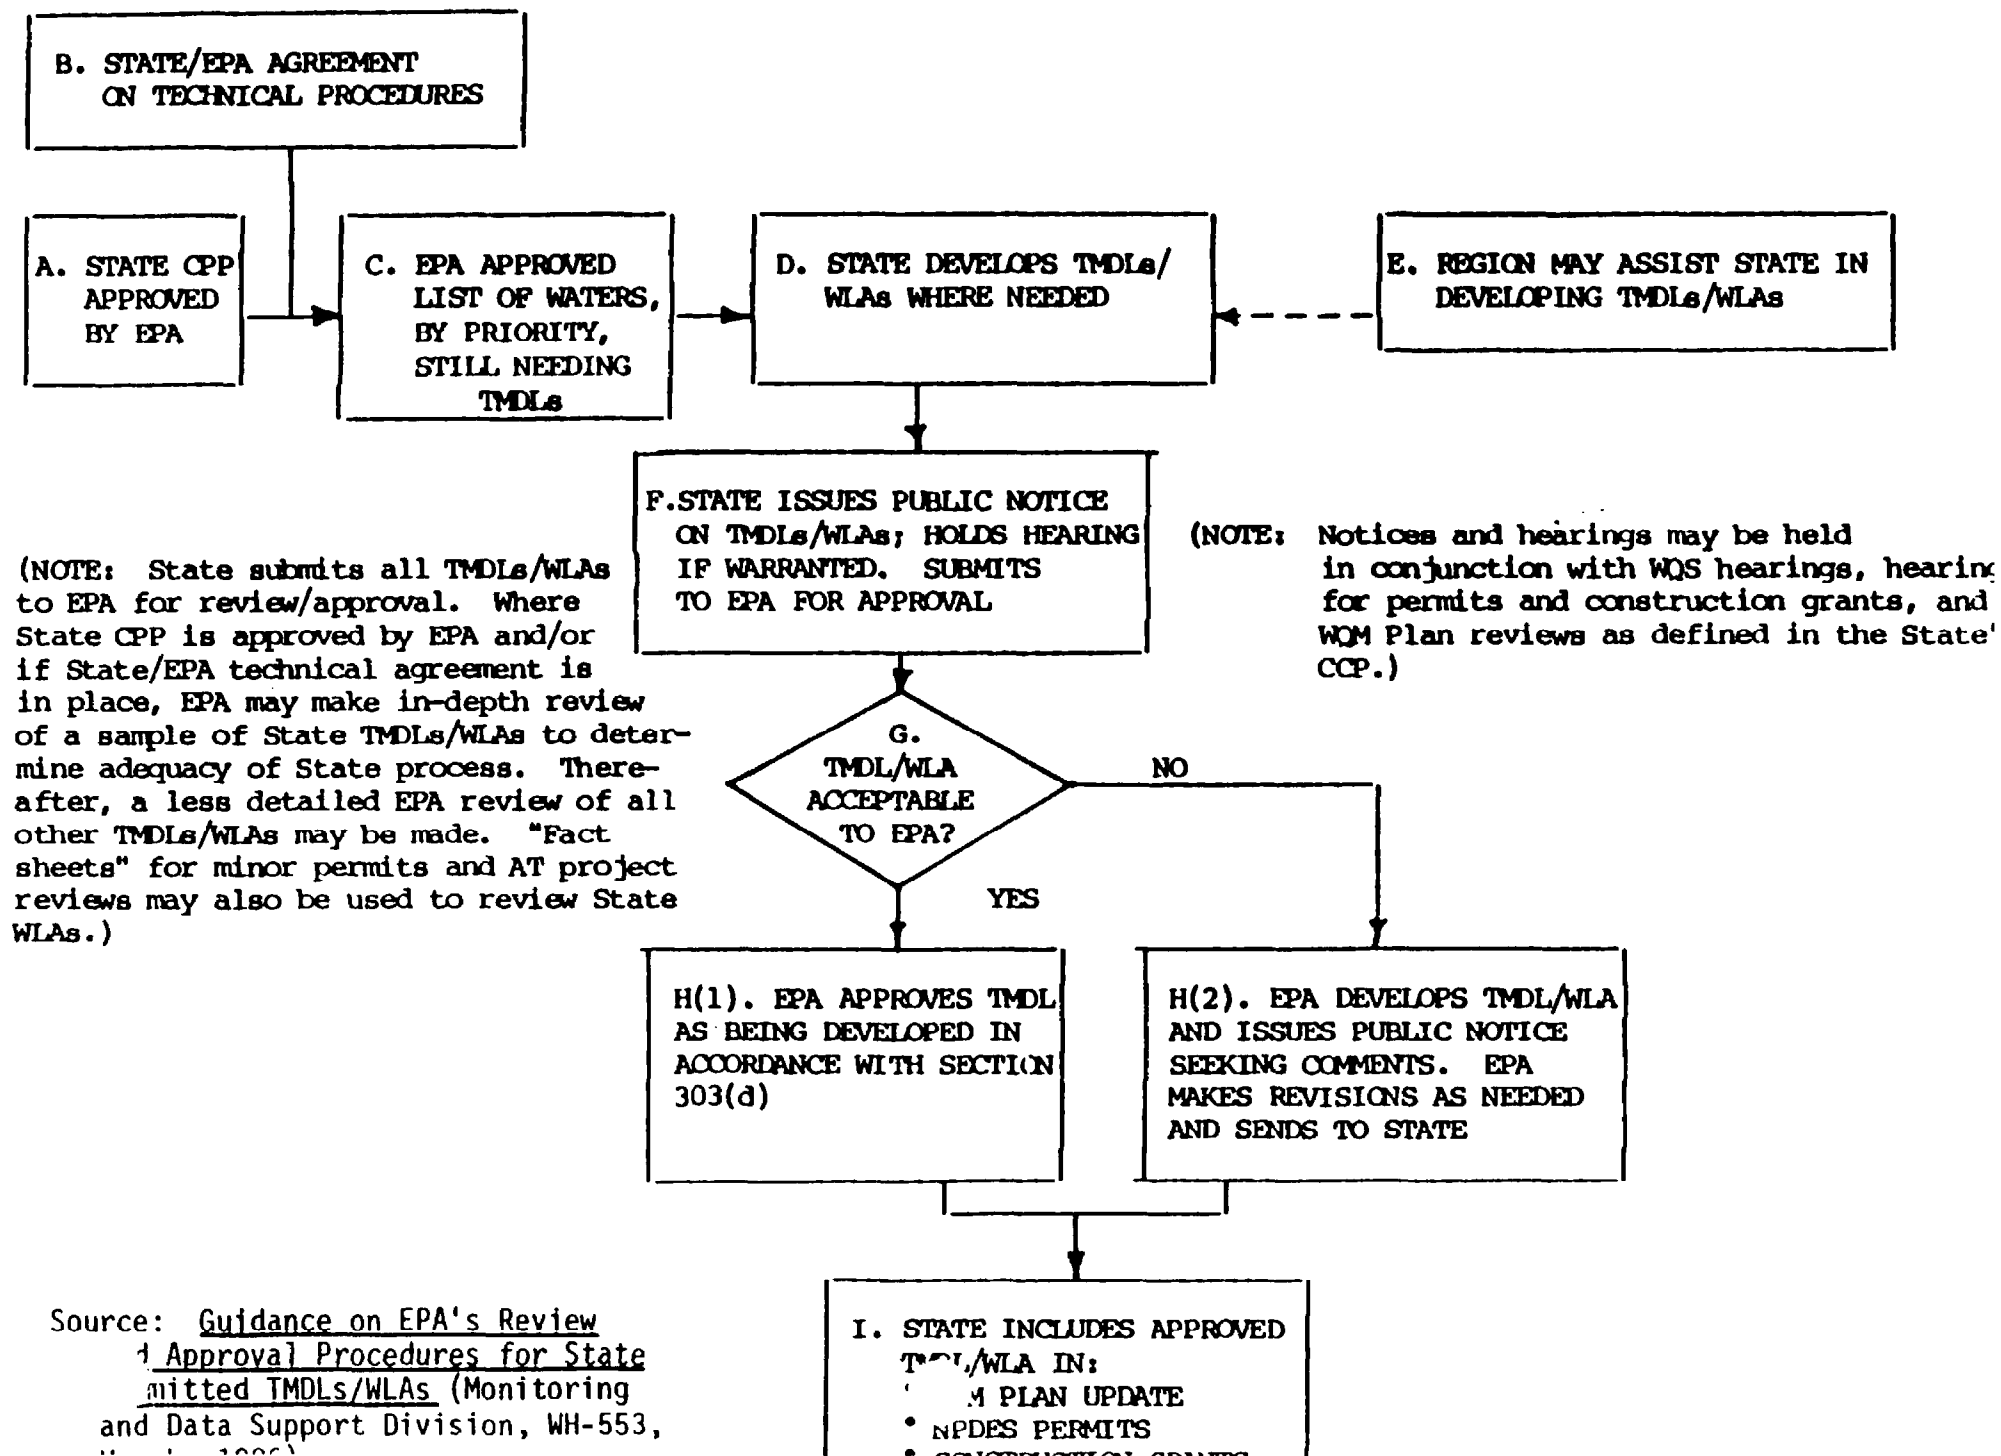 B. STATE/EPA AGREEMENT
ON TECHNICAL PROCEDURES
A. STATE CPP
APPROVED
BY EPA
C. EPA APPROVED
LIST OF WATERS,
BY PRIORITY,
STILL NEEDING
TMDLs
D. STATE DEVELOPS TMDLs/
WLAs WHERE NEEDED
E. REGION MAY ASSIST STATE IN
DEVELOPING TMDLs/WLAs
F.STATE ISSUES PUBLIC NOTICE
ON TMDLs/WLAs; HOLDS HEARING
IF WARRANTED. SUBMITS
TO EPA FOR APPROVAL
(NOTE: Notices and hearings may be held
in conjunction with WQS hearings, hearing
for permits and construction grants, and
WQM Plan reviews as defined in the State'
CCP.)
(NOTE: State submits all TMDLs/WLAs
to EPA for review/approval. Where
State CPP is approved by EPA and/or
if State/EPA technical agreement is
in place, EPA may make in-depth review
of a sample of State TMDLs/WLAs to deter-
mine adequacy of State process. There-
after, a less detailed EPA review of all
other TMDLs/WLAs may be made. "Fact
sheets" for minor permits and AT project
reviews may also be used to review State
WLAs.)
G.
TMDL/WLA
ACCEPTABLE
TO EPA?
NO
YES
H(1). EPA APPROVES TMDL
AS BEING DEVELOPED IN
ACCORDANCE WITH SECTION
303(d)
H(2). EPA DEVELOPS TMDL/WLA
AND ISSUES PUBLIC NOTICE
SEEKING COMMENTS. EPA
MAKES REVISIONS AS NEEDED
AND SENDS TO STATE
I. STATE INCLUDES APPROVED
/WLA IN:
PLAN UPDATE
• NPDES PERMITS
Source: Guidance on EPA's Review
Approval Procedures for State
mitted TMDLs/WLAs (Monitoring
and Data Support Division, WH-553,